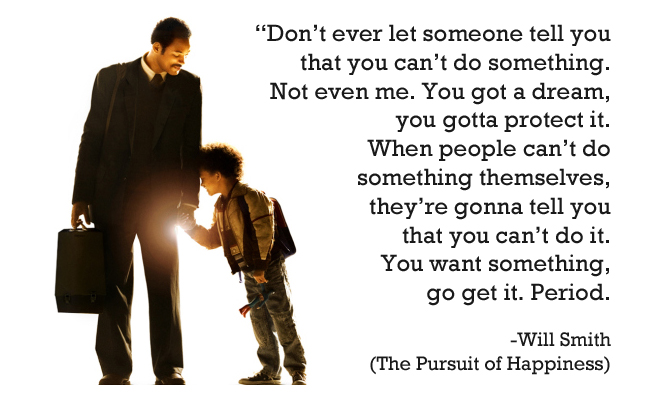 “Don’t ever let someone tell you
that you can’t do something.
Not even me. You got a dream,
you gotta protect it.
When people can’t do
something themselves,
they’re gonna tell you
that you can’t do it.
You want something,
go get it. Period.
-Will Smith
(The Pursuit of Happiness)